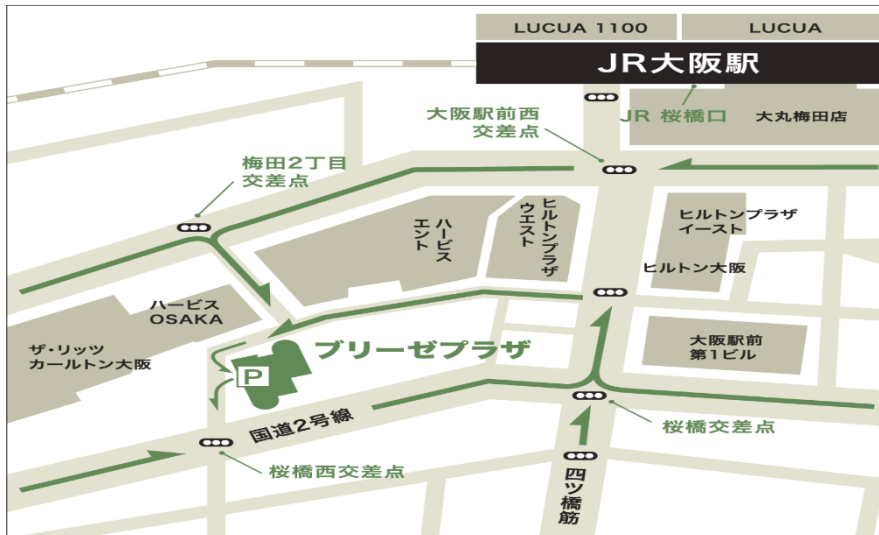 LUCUA 1100
LUCUA
JR大阪駅
大阪駅前西
交差点
JR 桜橋口
大丸梅田店
梅田2丁目
交差点
ハービス
エント
ヒルトンプラザ
ウエスト
ヒルトンプラザ
イースト
ヒルトン大阪
ハービス
OSAKA
ザ・リッツ
カールトン大阪
ブリーゼプラザ
P
大阪駅前
第1ビル
国道2号線
桜橋交差点
桜橋西交差点
四ツ橋筋